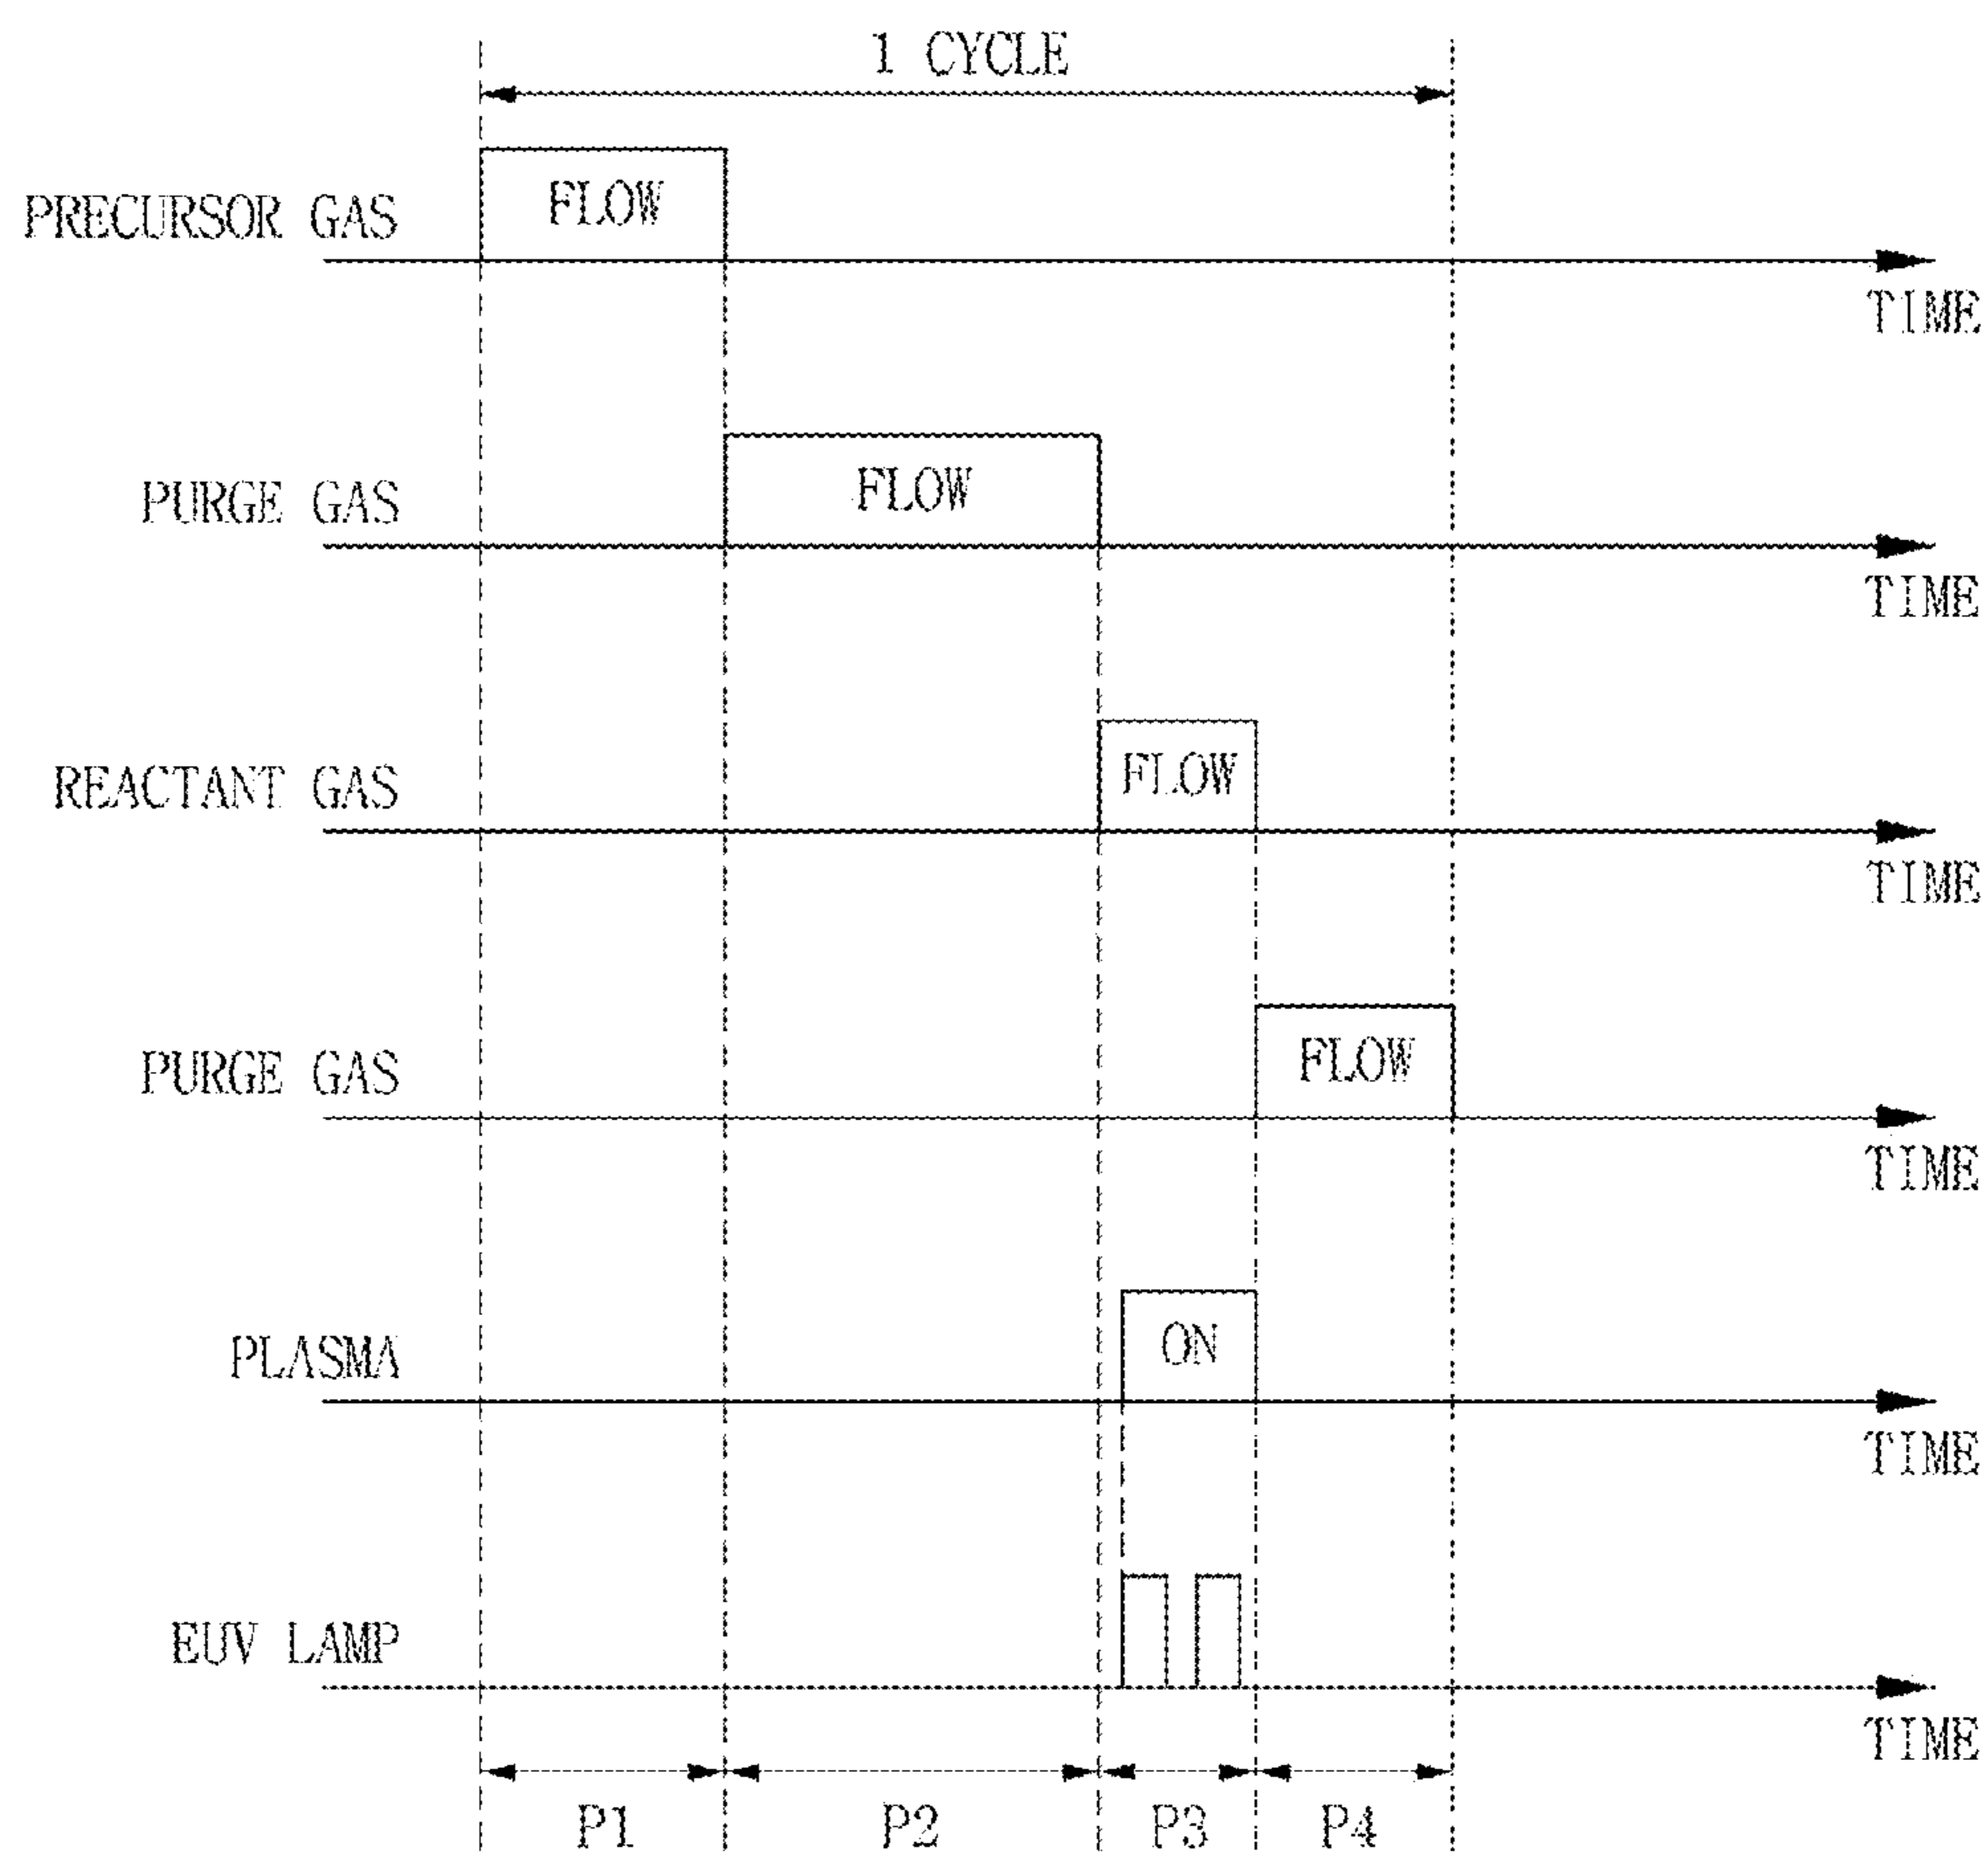 1 CYCLE
PRECURSOR GAS
FLOW
TIME
PURGE GAS
FLOW
TIME
REACTANT GAS
FLOW
TIME
PURGE GAS
FLOW
TIME
PLASMA
ON
TIME
EUV LAMP
TIME
P1 P2 P3 P4